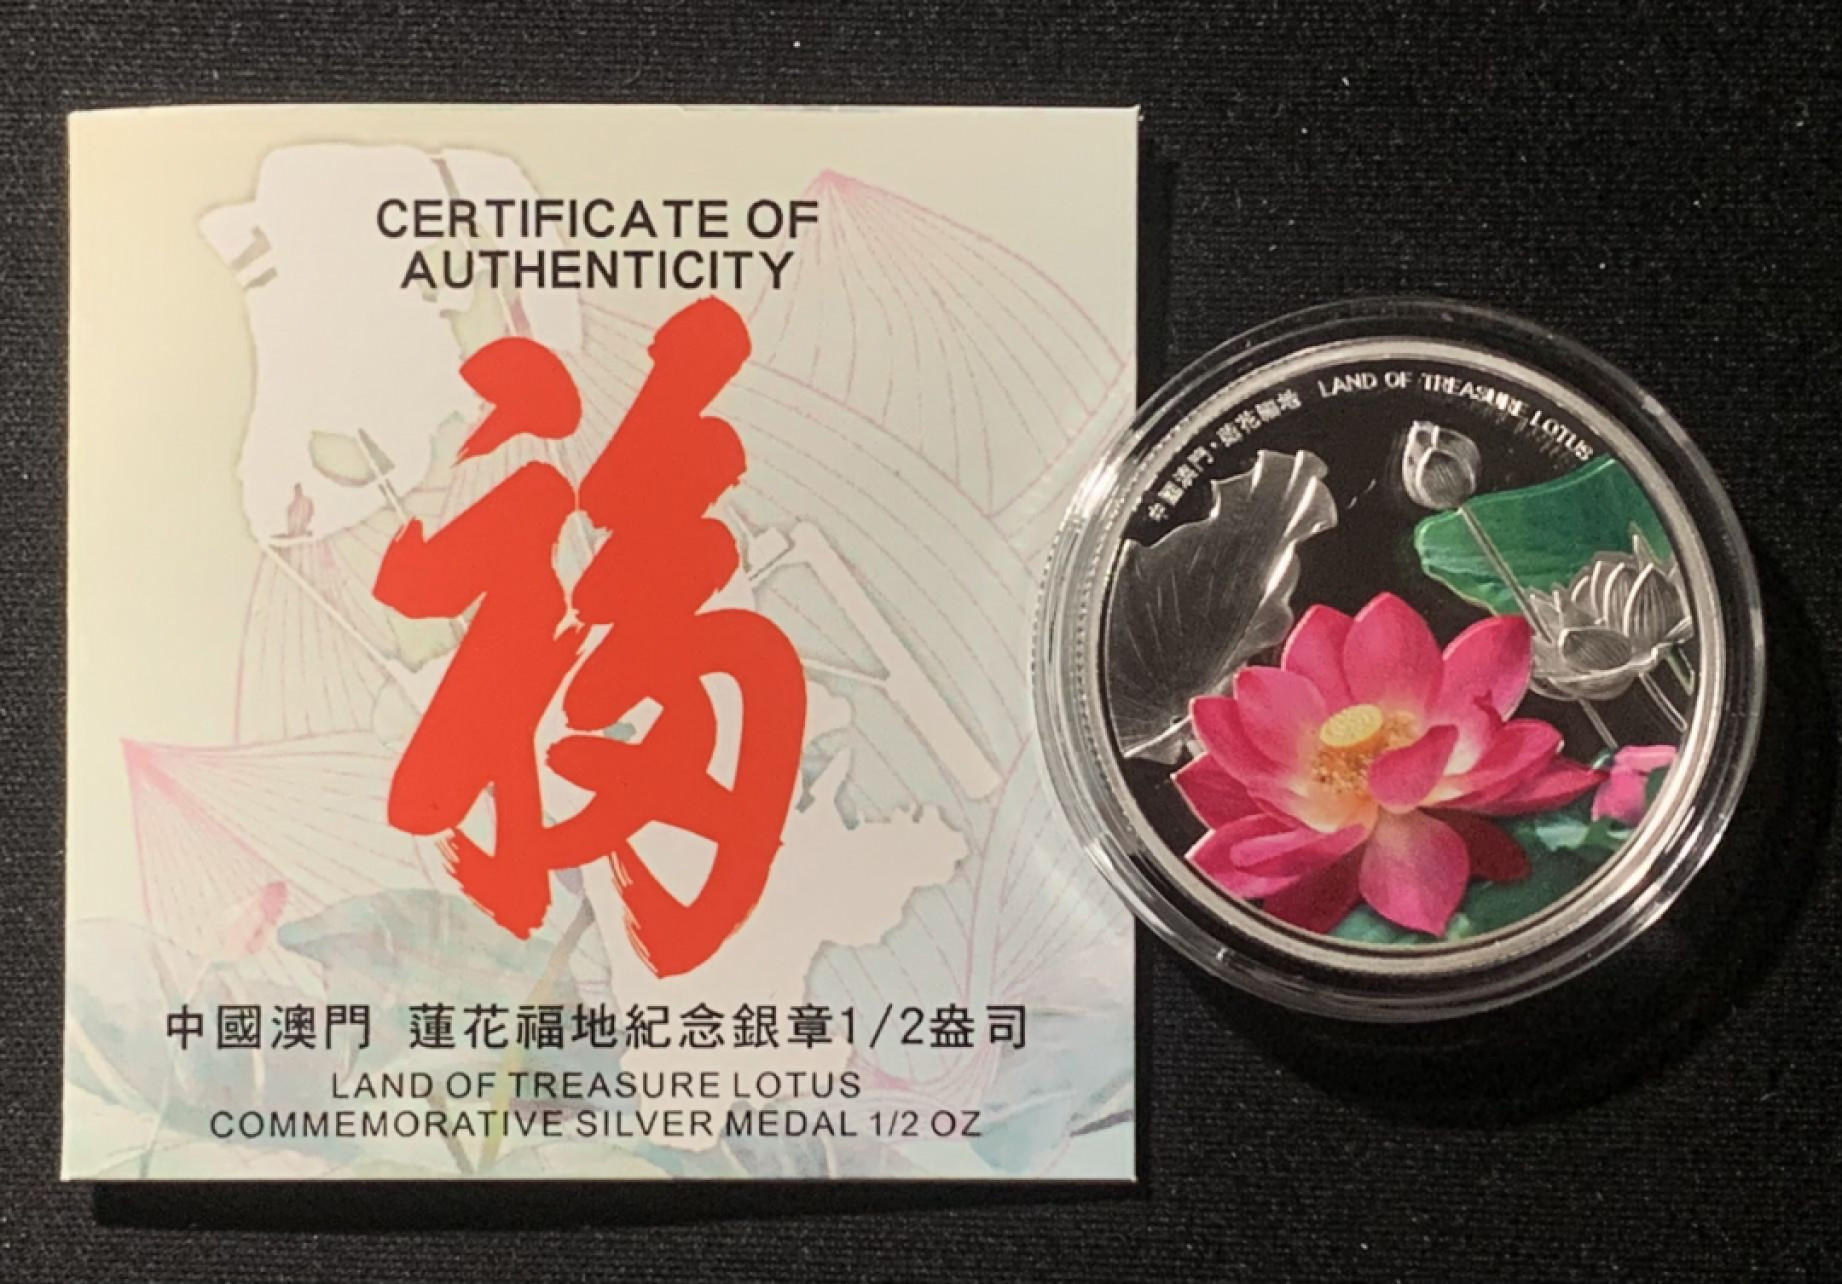 CERTIFICATE OF
AUTHENTICITY
福
中國澳門 蓮花福地紀念銀章1/2盎司
LAND OF TREASURE LOTUS
COMMEMORATIVE SILVER MEDAL 1/2 OZ
中國澳門·蓮花福地 LAND OF TREASURE LOTUS